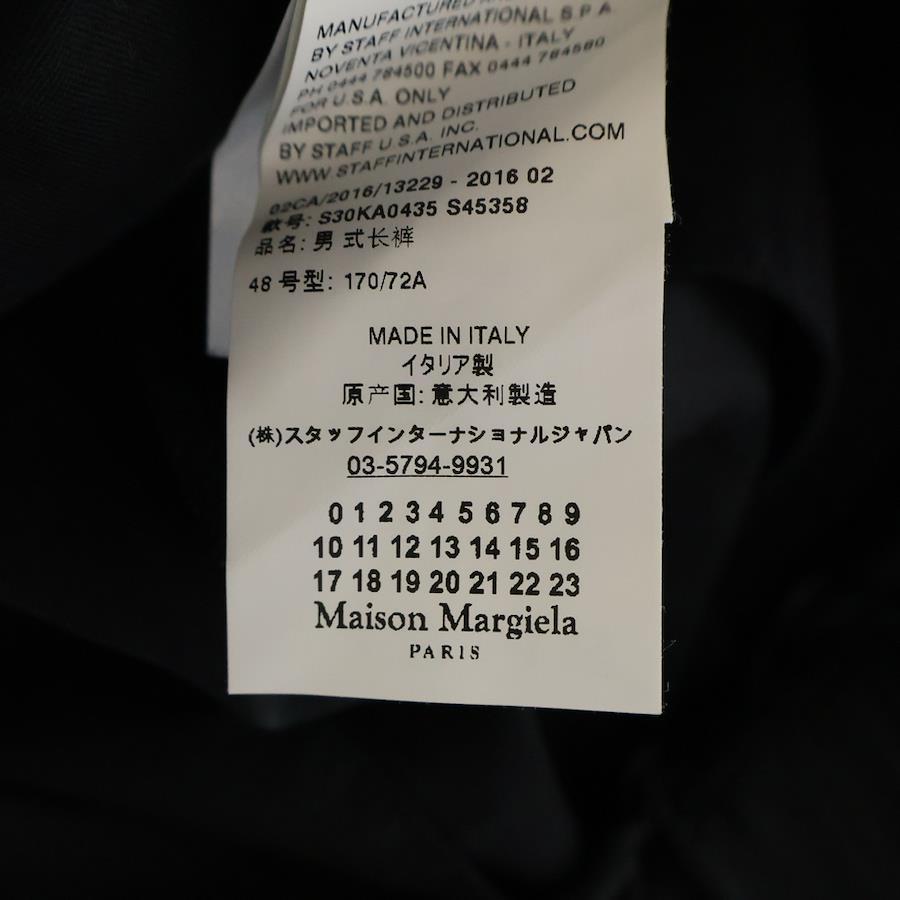 MANUFACTURED
BY STAFF INTERNATIONAL S P A
NOVENTA VICENTINA - ITALY
PH 0444 784500 FAX 0444 784580
FOR U.S.A. ONLY
IMPORTED AND DISTRIBUTED
BY STAFF U.S.A. INC.
WWW.STAFFINTERNATIONAL.COM
02CA/2016/13229 - 2016 02
款号: S30KA0435 S45358
品名: 男 式长裤
48 号型: 170/72A
MADE IN ITALY
イタリア製
原产国: 意大利製造
(株)スタッフインターナショナルジャパン
03-5794-9931
0 1 2 3 4 5 6 7 8 9
10 11 12 13 14 15 16
17 18 19 20 21 22 23
Maison Margiela
PARIS